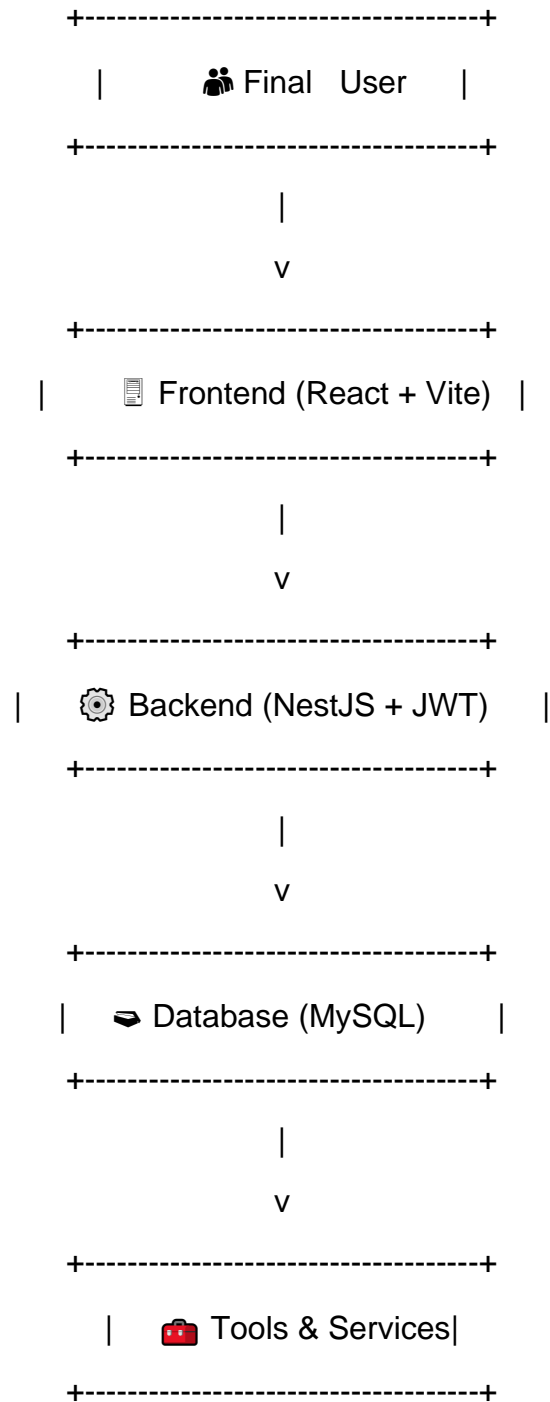 +-------------------------------------+
| 👥 Final User |
+-------------------------------------+
|
v
+-------------------------------------+
| Frontend (React + Vite) |
+-------------------------------------+
|
v
+-------------------------------------+
| ⚙ Backend (NestJS + JWT) |
+-------------------------------------+
|
v
+-------------------------------------+
| Database (MySQL) |
+-------------------------------------+
|
v
+-------------------------------------+
| 🧰 Tools & Services|
+-------------------------------------+